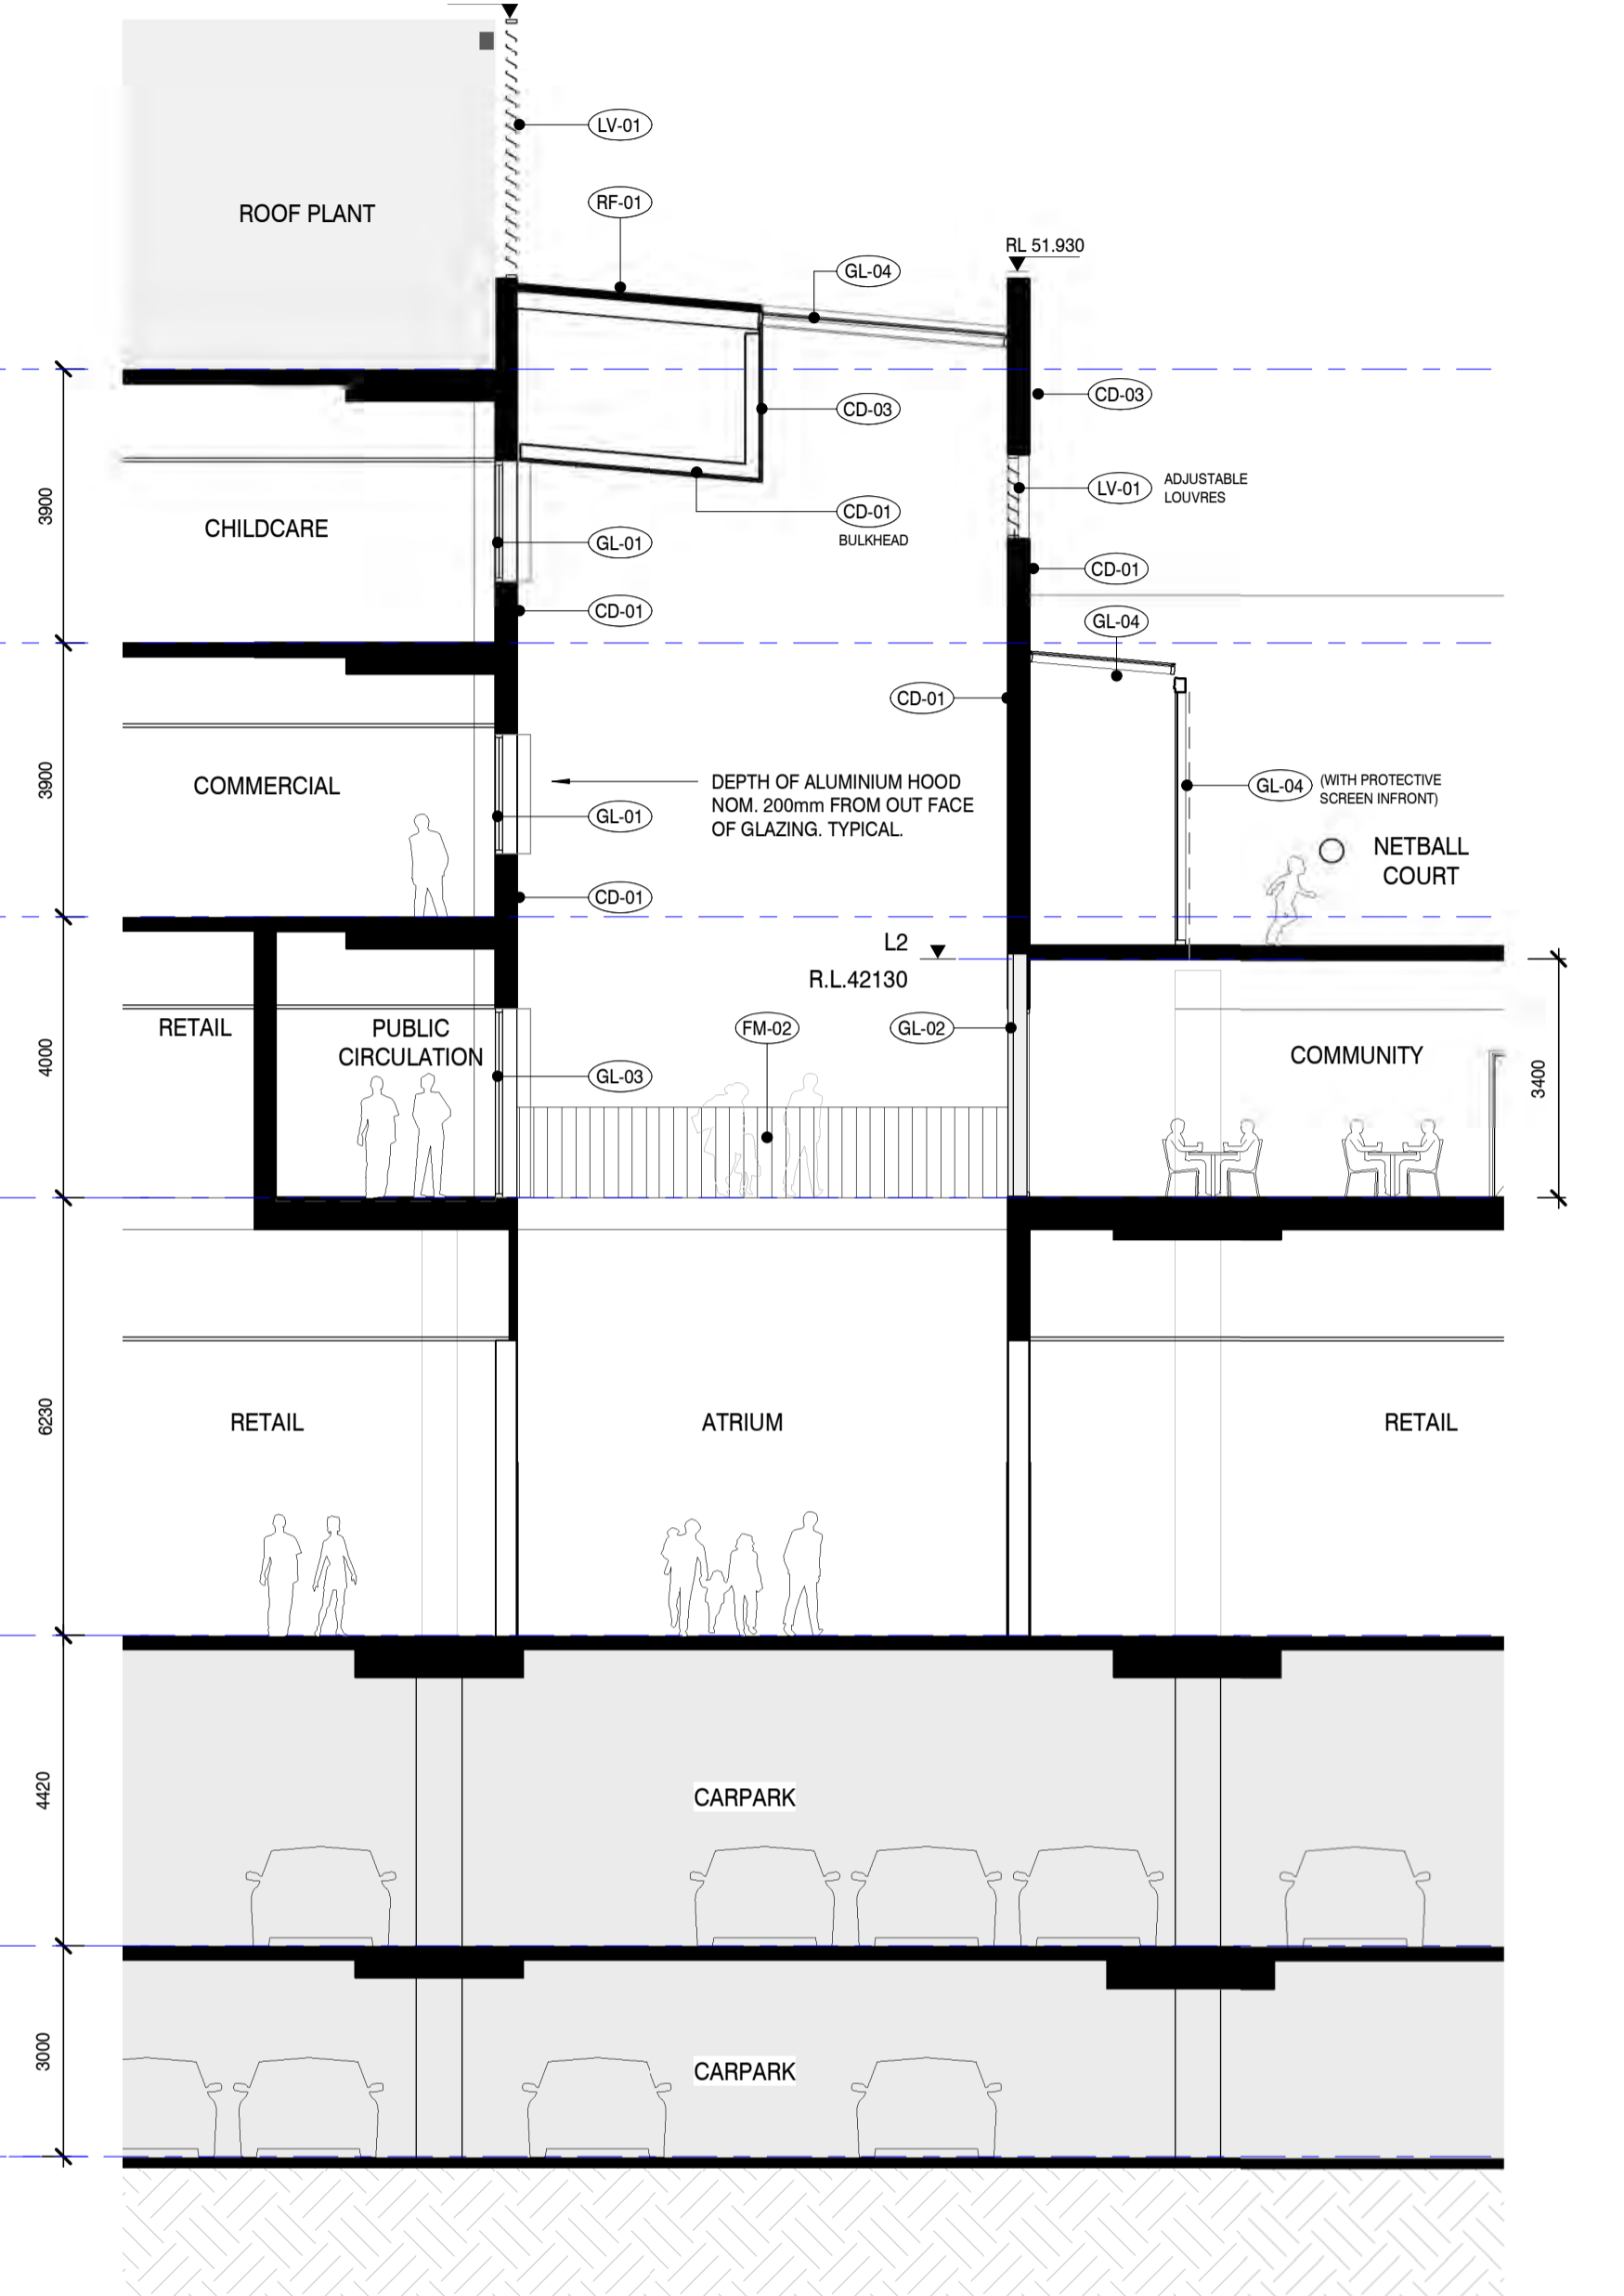 LV-01
ROOF PLANT
RF-01
RL 51.930
GL-04
CD-03
CD-03
3900
LV-01
ADJUSTABLE
LOUVRES
CD-01
BULKHEAD
CHILDCARE
GL-01
CD-01
CD-01
GL-04
CD-01
3900
COMMERCIAL
DEPTH OF ALUMINIUM HOOD
NOM. 200mm FROM OUT FACE
OF GLAZING. TYPICAL.
GL-01
GL-04
(WITH PROTECTIVE
SCREEN INFRONT)
NETBALL
COURT
CD-01
L2
R.L.42130
4000
RETAIL
PUBLIC
CIRCULATION
FM-02
GL-02
GL-03
COMMUNITY
3400
6230
RETAIL
ATRIUM
RETAIL
4420
CARPARK
3000
CARPARK